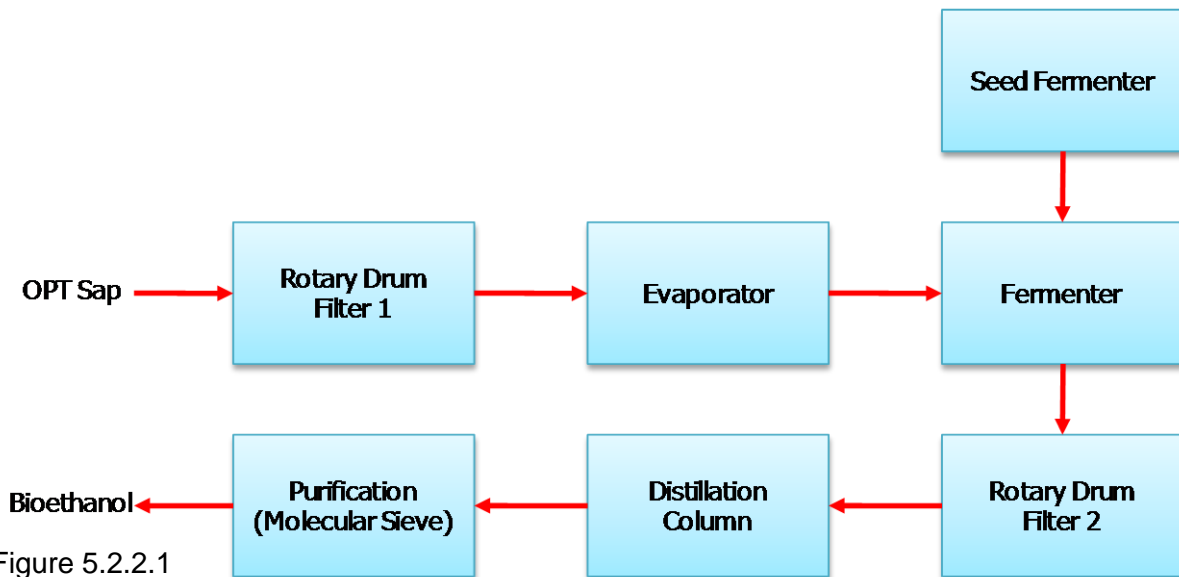 Seed Fermenter
OPT Sap
Rotary Drum
Filter 1
Evaporator
Fermenter
Bioethanol
Purification
(Molecular Sieve)
Distillation
Column
Rotary Drum
Filter 2
Figure 5.2.2.1